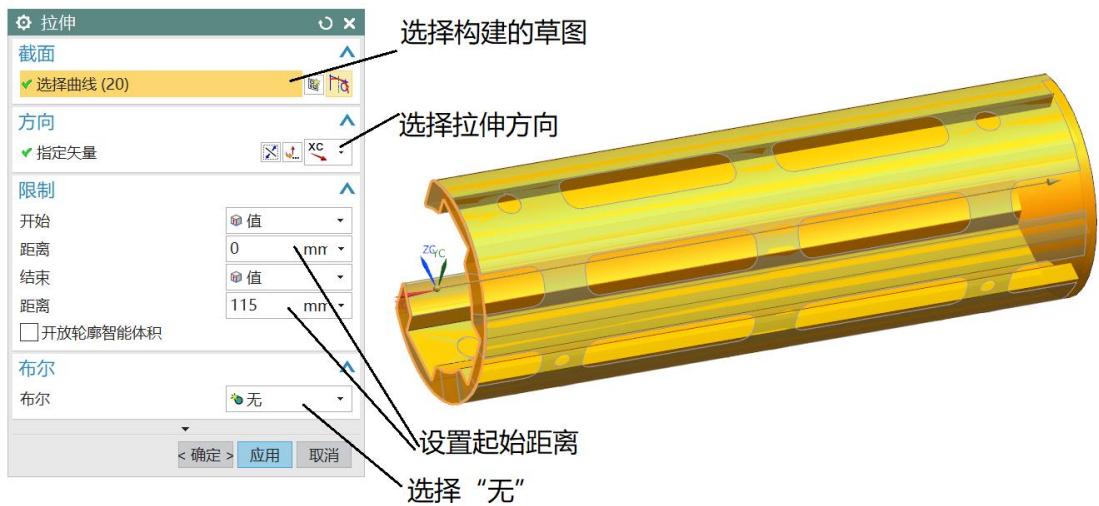 拉伸
截面
选择曲线 (20)
方向
指定矢量
XC
限制
开始
值
距离
0
mm
结束
值
距离
115
mm
开放轮廓智能体积
布尔
布尔
无
< 确定 >
应用
取消
选择构建的草图
选择拉伸方向
ZC
YC
设置起始距离
选择“无”